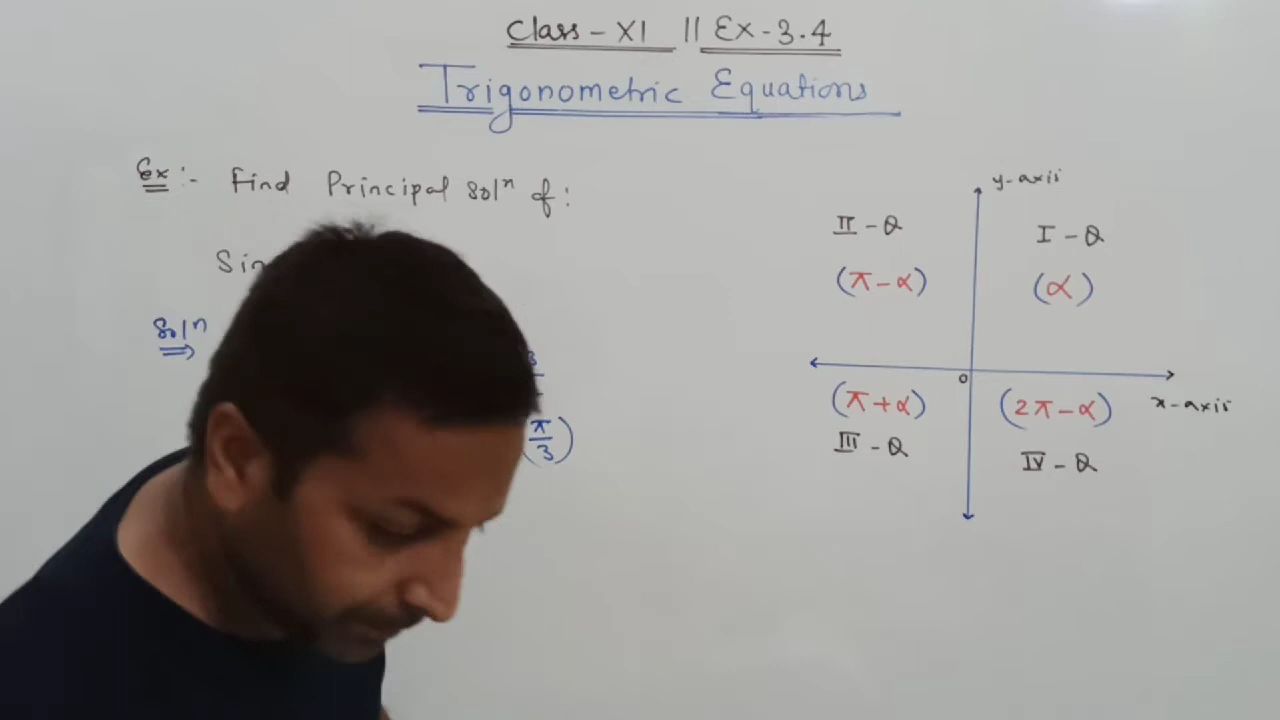 Class - XI || Ex - 3.4
Trigonometric Equations
Ex :- Find Principal Solⁿ of :
Sin
Solⁿ
(π/3)
y-axis
II - Q
I - Q
(π - α)
(α)
0
x-axis
(π + α)
(2π - α)
III - Q
IV - Q